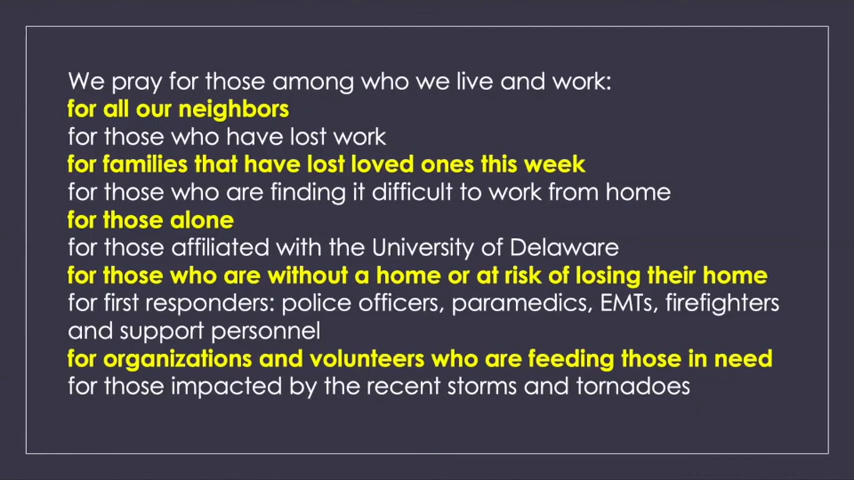 We pray for those among who we live and work:
for all our neighbors
for those who have lost work
for families that have lost loved ones this week
for those who are finding it difficult to work from home
for those alone
for those affiliated with the University of Delaware
for those who are without a home or at risk of losing their home
for first responders: police officers, paramedics, EMTs, firefighters
and support personnel
for organizations and volunteers who are feeding those in need
for those impacted by the recent storms and tornadoes